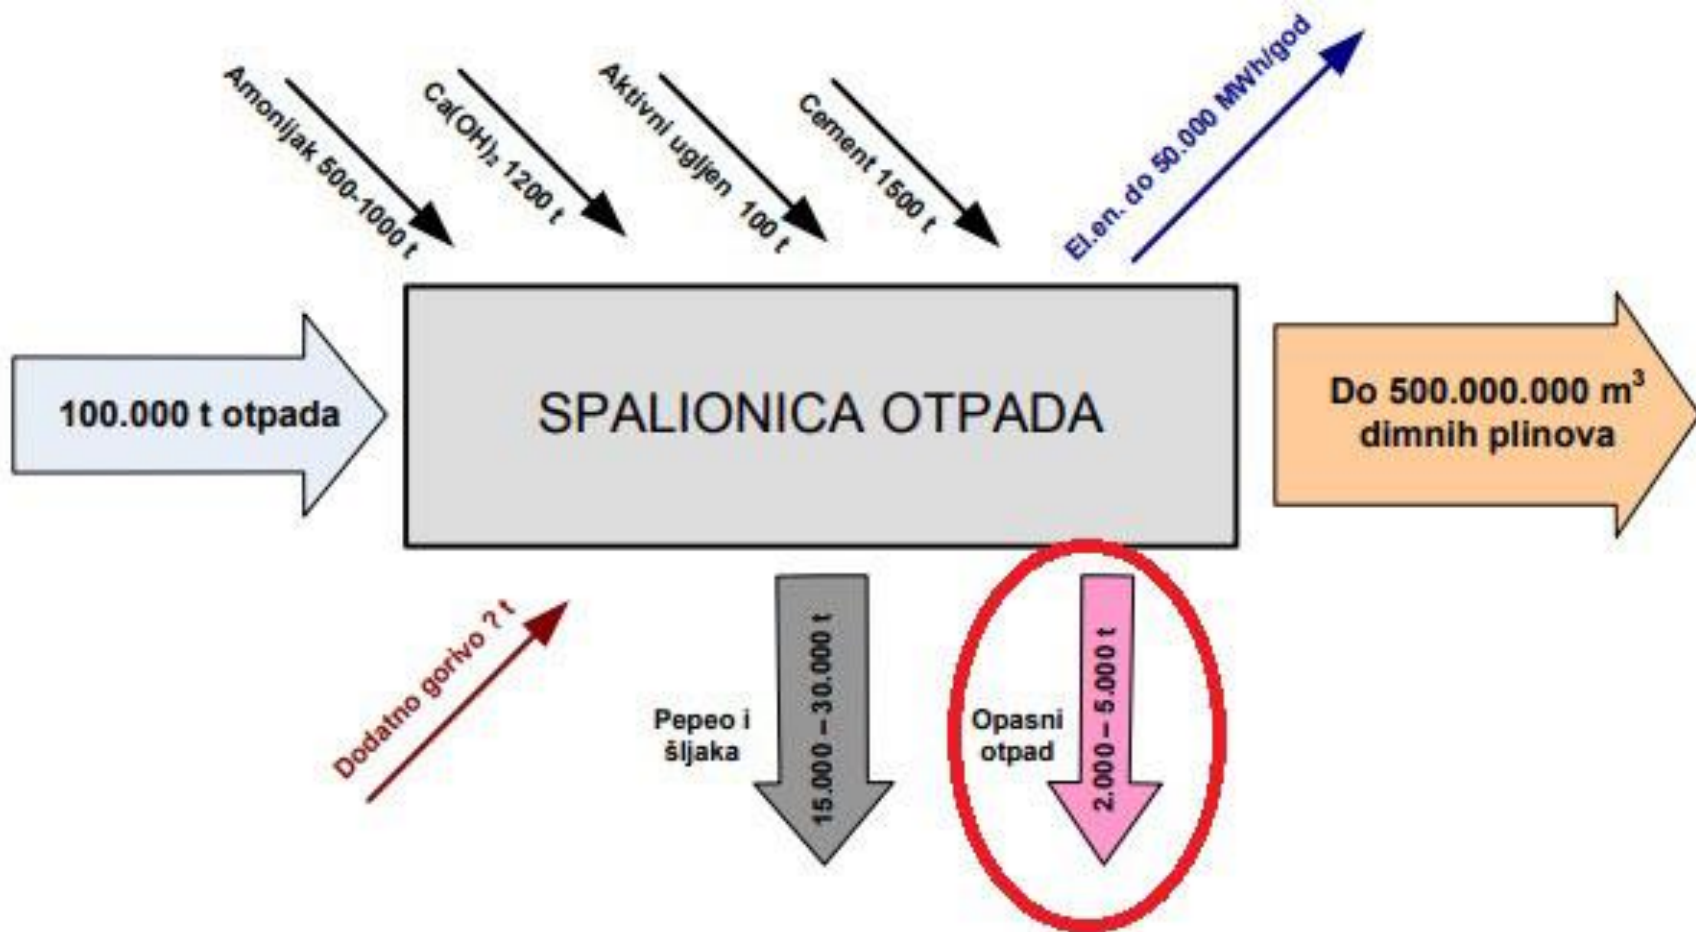 Amonijak 500-1000 t
Ca(OH)₂ 1200 t
Aktivni ugljen 100 t
Cement 1500 t
El.en. do 50.000 MWh/god
100.000 t otpada
SPALIONICA OTPADA
Do 500.000.000 m³
dimnih plinova
Dodatno gorivo ? t
Pepeo i
šljaka
15.000 – 30.000 t
Opasni
otpad
2.000 – 5.000 t